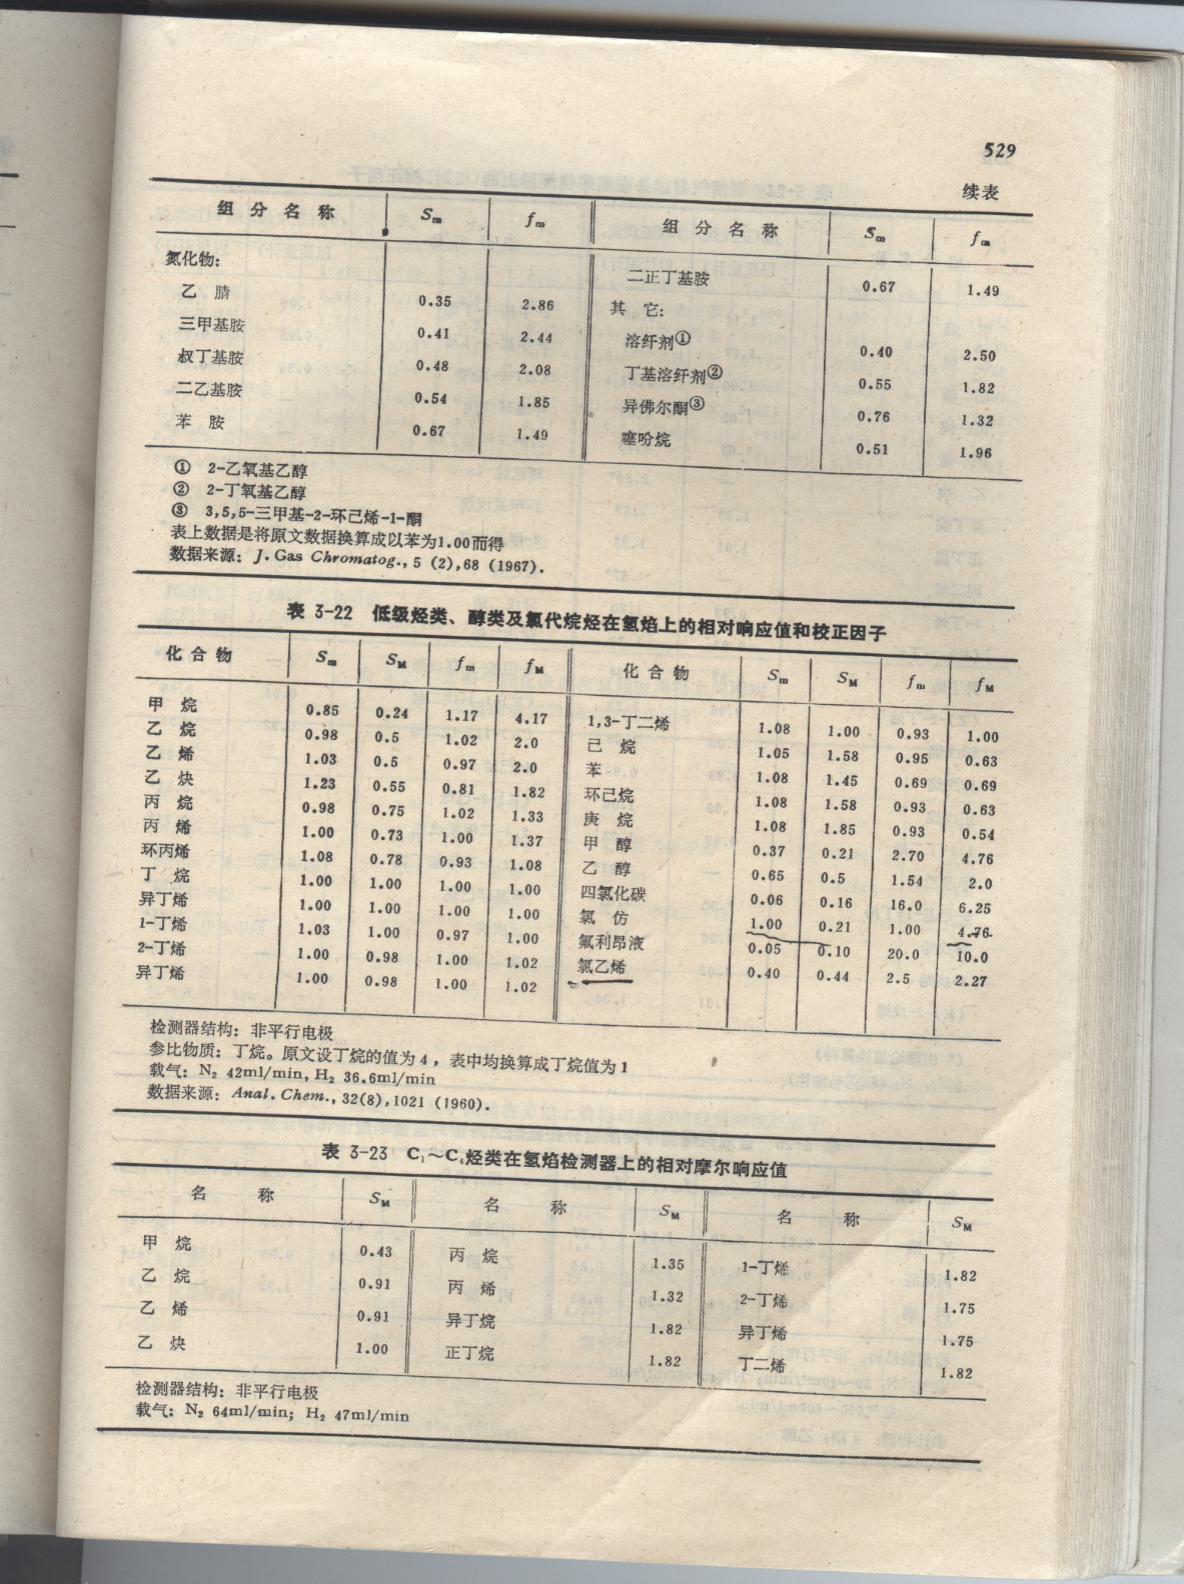 529
续表
组分名称 Sm fm 组分名称 Sm fm
氮化物: 二正丁基胺 0.67 1.49
乙腈 0.35 2.86 其它:
三甲基胺 0.41 2.44 溶纤剂① 0.40 2.50
叔丁基胺 0.48 2.08 丁基溶纤剂② 0.55 1.82
二乙基胺 0.54 1.85 异佛尔酮③ 0.76 1.32
苯胺 0.67 1.49 噻吩烷 0.51 1.96
① 2-乙氧基乙醇
② 2-丁氧基乙醇
③ 3,5,5-三甲基-2-环己烯-1-酮
表上数据是将原文数据换算成以苯为1.00而得
数据来源: J. Gas Chromatog., 5 (2),68 (1967).
表 3-22 低级烃类、醇类及氯代烷烃在氢焰上的相对响应值和校正因子
化合物 Sm SM fm fM 化合物 Sm SM fm fM
甲烷 0.85 0.24 1.17 4.17 1,3-丁二烯 1.08 1.00 0.93 1.00
乙烷 0.98 0.5 1.02 2.0 己烷 1.05 1.58 0.95 0.63
乙烯 1.03 0.5 0.97 2.0 苯 1.08 1.45 0.69 0.69
乙炔 1.23 0.55 0.81 1.82 环己烷 1.08 1.58 0.93 0.63
丙烷 0.98 0.75 1.02 1.33 庚烷 1.08 1.85 0.93 0.54
丙烯 1.00 0.73 1.00 1.37 甲醇 0.37 0.21 2.70 4.76
环丙烯 1.08 0.78 0.93 1.08 乙醇 0.65 0.5 1.54 2.0
丁烷 1.00 1.00 1.00 1.00 四氯化碳 0.06 0.16 16.0 6.25
异丁烯 1.00 1.00 1.00 1.00 氯仿 1.00 0.21 1.00 4.76
1-丁烯 1.03 1.00 0.97 1.00 氟利昂液 0.05 0.10 20.0 10.0
2-丁烯 1.00 0.98 1.00 1.02 氯乙烯 0.40 0.44 2.5 2.27
异丁烯 1.00 0.98 1.00 1.02
检测器结构: 非平行电极
参比物质: 丁烷。原文设丁烷的值为4, 表中均换算成丁烷值为1
载气: N₂ 42ml/min, H₂ 36.6ml/min
数据来源: Anal. Chem., 32(8),1021 (1960).
表 3-23 C₁~C₄烃类在氢焰检测器上的相对摩尔响应值
名称 SM 名称 SM 名称 SM
甲烷 0.43 丙烷 1.35 1-丁烯 1.82
乙烷 0.91 丙烯 1.32 2-丁烯 1.75
乙烯 0.91 异丁烷 1.82 异丁烯 1.75
乙炔 1.00 正丁烷 1.82 丁二烯 1.82
检测器结构: 非平行电极
载气: N₂ 64ml/min; H₂ 47ml/min